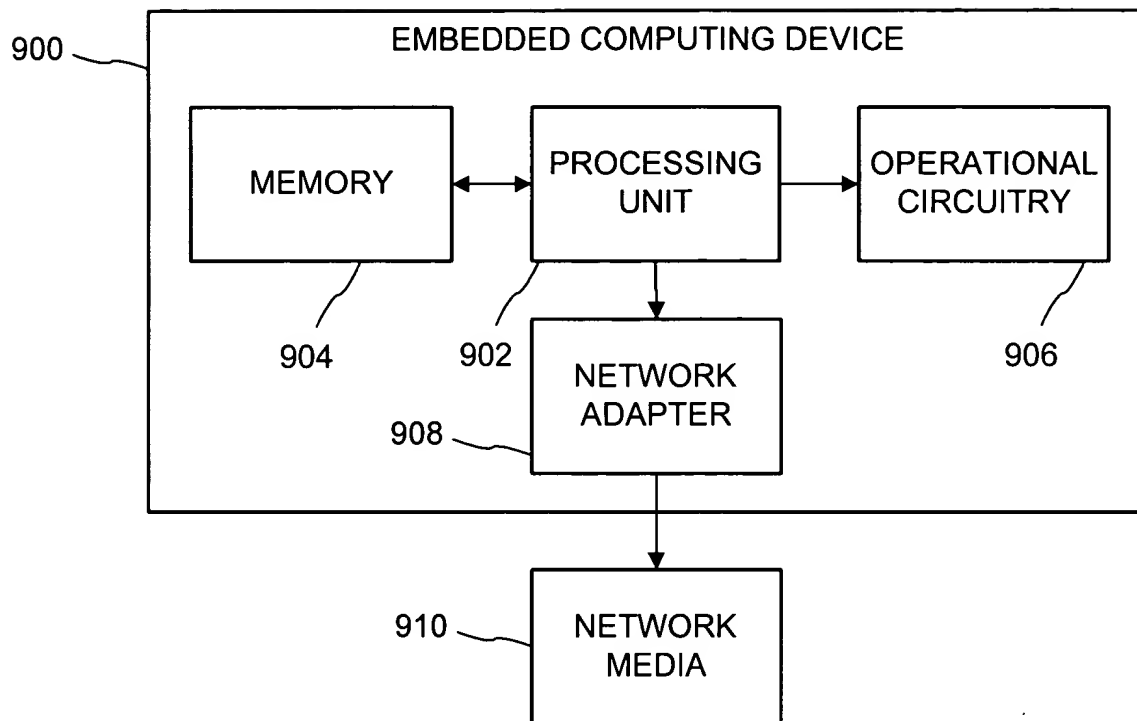 900
EMBEDDED COMPUTING DEVICE
MEMORY
PROCESSING
UNIT
OPERATIONAL
CIRCUITRY
904
902
906
NETWORK
ADAPTER
908
910
NETWORK
MEDIA